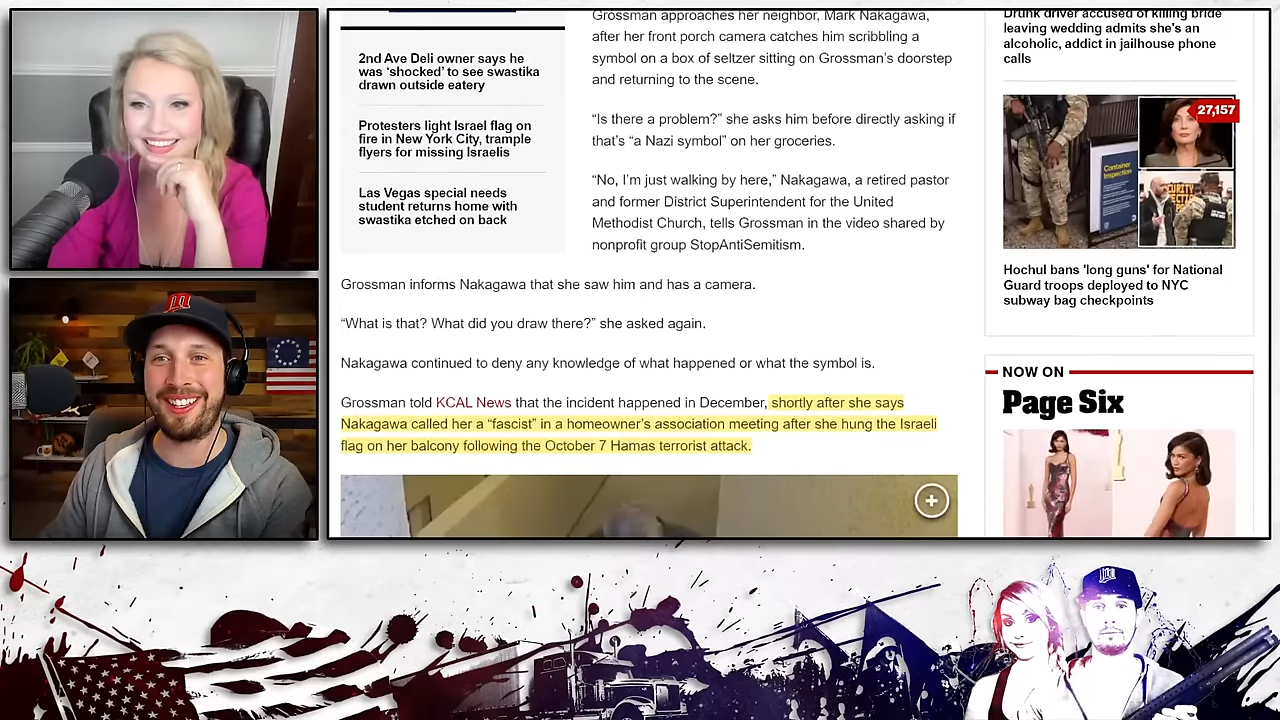 2nd Ave Deli owner says he
was ‘shocked’ to see swastika
drawn outside eatery
Protesters light Israel flag on
fire in New York City, trample
flyers for missing Israelis
Las Vegas special needs
student returns home with
swastika etched on back
Grossman approaches her neighbor, Mark Nakagawa,
after her front porch camera catches him scribbling a
symbol on a box of seltzer sitting on Grossman's doorstep
and returning to the scene.
“Is there a problem?” she asks him before directly asking if
that's “a Nazi symbol” on her groceries.
“No, I'm just walking by here,” Nakagawa, a retired pastor
and former District Superintendent for the United
Methodist Church, tells Grossman in the video shared by
nonprofit group StopAntiSemitism.
Grossman informs Nakagawa that she saw him and has a camera.
“What is that? What did you draw there?” she asked again.
Nakagawa continued to deny any knowledge of what happened or what the symbol is.
Grossman told KCAL News that the incident happened in December, shortly after she says
Nakagawa called her a “fascist” in a homeowner's association meeting after she hung the Israeli
flag on her balcony following the October 7 Hamas terrorist attack.
Drunk driver accused of killing bride
leaving wedding admits she's an
alcoholic, addict in jailhouse phone
calls
27,157
Container
Inspection
Hochul bans 'long guns' for National
Guard troops deployed to NYC
subway bag checkpoints
NOW ON
Page Six